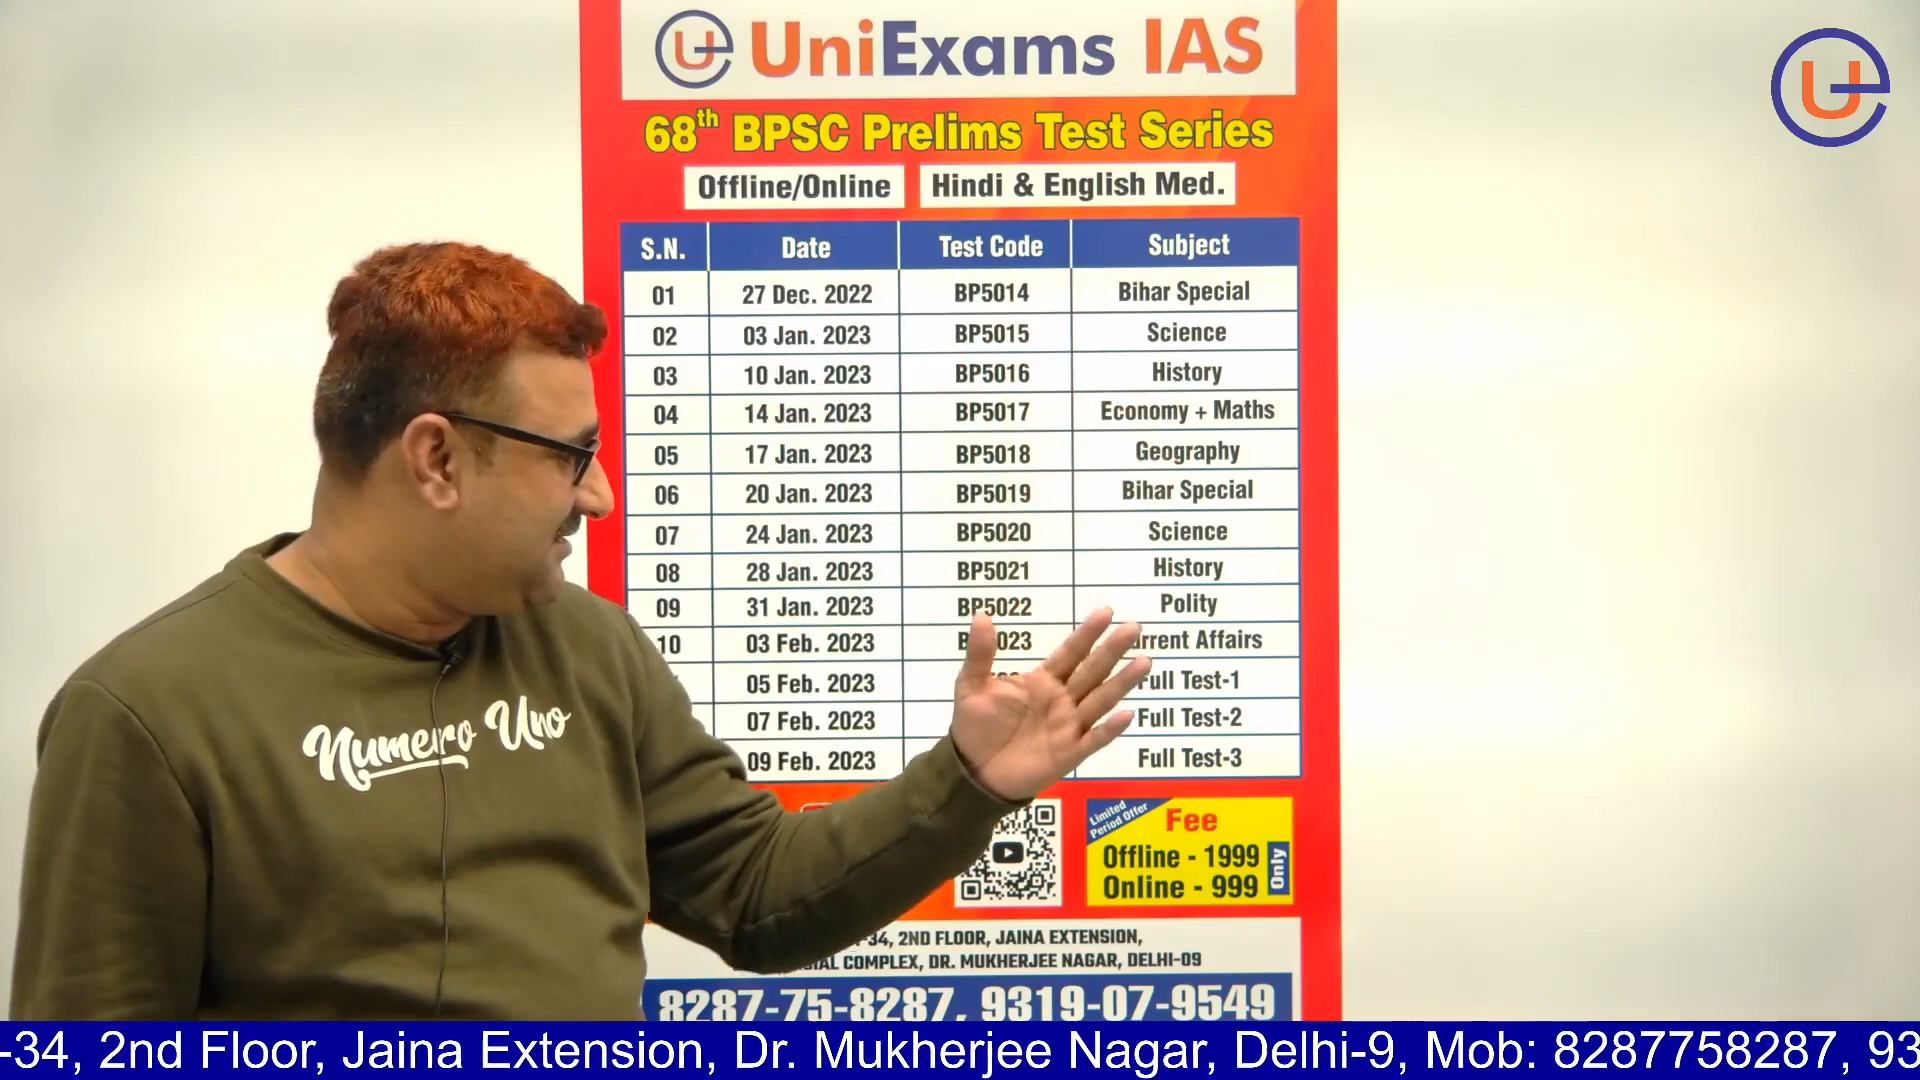 UniExams IAS
68th BPSC Prelims Test Series
Offline/Online Hindi & English Med.
S.N. Date Test Code Subject
01 27 Dec. 2022 BP5014 Bihar Special
02 03 Jan. 2023 BP5015 Science
03 10 Jan. 2023 BP5016 History
04 14 Jan. 2023 BP5017 Economy + Maths
05 17 Jan. 2023 BP5018 Geography
06 20 Jan. 2023 BP5019 Bihar Special
07 24 Jan. 2023 BP5020 Science
08 28 Jan. 2023 BP5021 History
09 31 Jan. 2023 BP5022 Polity
10 03 Feb. 2023 Affairs
05 Feb. 2023 Full Test-1
07 Feb. 2023 Full Test-2
09 Feb. 2023 Full Test-3
Numero Uno
Limited
Period Offer
Fee
Offline - 1999
Online - 999
Only
-34, 2ND FLOOR, JAINA EXTENSION,
COMPLEX, DR. MUKHERJEE NAGAR, DELHI-09
8287-75-8287, 9319-07-9549
-34, 2nd Floor, Jaina Extension, Dr. Mukherjee Nagar, Delhi-9, Mob: 8287758287, 93